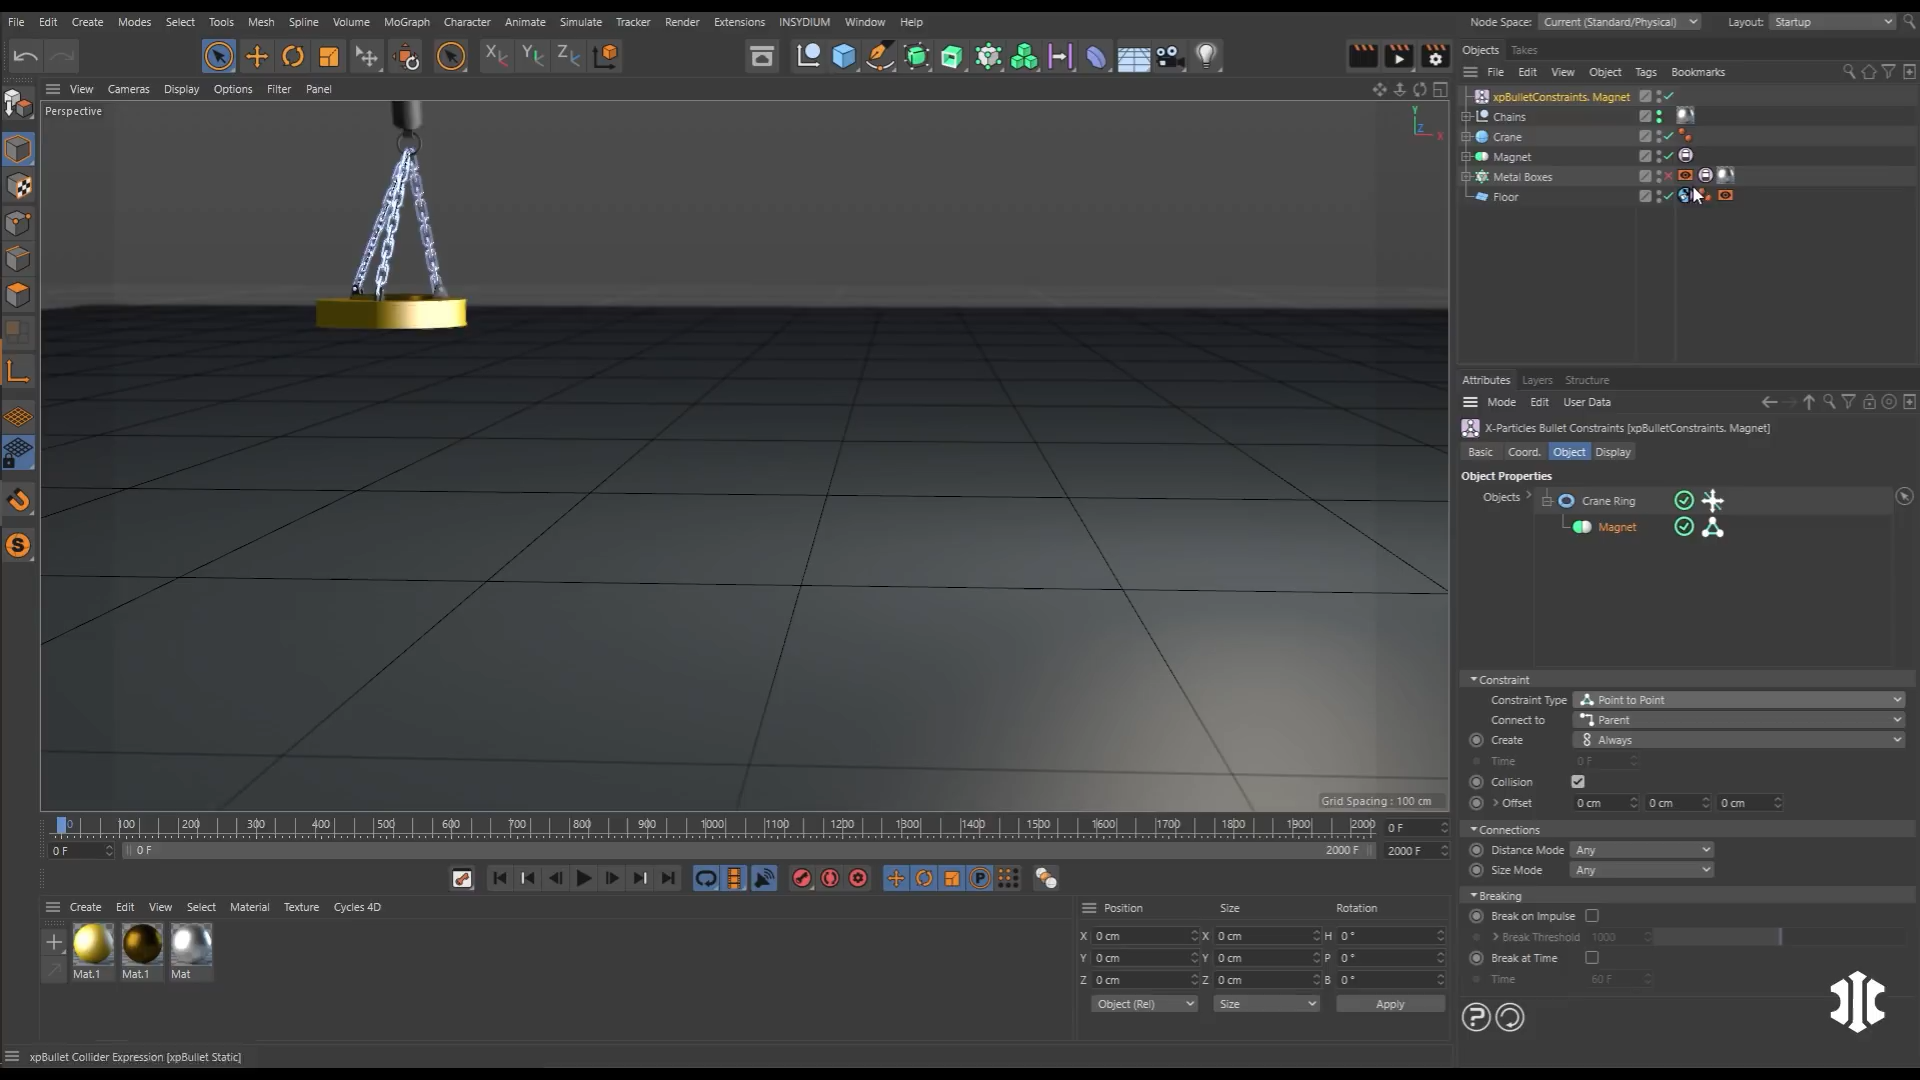 File Edit Create Modes Select Tools Mesh Spline Volume MoGraph Character Animate Simulate Tracker Render Extensions INSYDIUM Window Help
Node Space: Current (Standard/Physical) Layout: Startup
Objects Takes
File Edit View Object Tags Bookmarks
View Cameras Display Options Filter Panel
Perspective
Y
Z
X
xpBulletConstraints. Magnet
Chains
Crane
Magnet
Metal Boxes
Floor
Attributes Layers Structure
Mode Edit User Data
X-Particles Bullet Constraints [xpBulletConstraints. Magnet]
Basic Coord. Object Display
Object Properties
Objects Crane Ring
Magnet
Constraint
Constraint Type Point to Point
Connect to Parent
Create Always
Time 0 F
Collision
Offset 0 cm 0 cm 0 cm
Connections
Distance Mode Any
Size Mode Any
Breaking
Break on Impulse
Break Threshold 1000
Break at Time
Time 60 F
Grid Spacing : 100 cm
0 100 200 300 400 500 600 700 800 900 1000 1100 1200 1300 1400 1500 1600 1700 1800 1900 2000 0 F
0 F 0 F 2000 F 2000 F
Create Edit View Select Material Texture Cycles 4D
Mat.1 Mat.1 Mat
Position Size Rotation
X 0 cm X 0 cm H 0 °
Y 0 cm Y 0 cm P 0 °
Z 0 cm Z 0 cm B 0 °
Object (Rel) Size Apply
xpBullet Collider Expression [xpBullet Static]